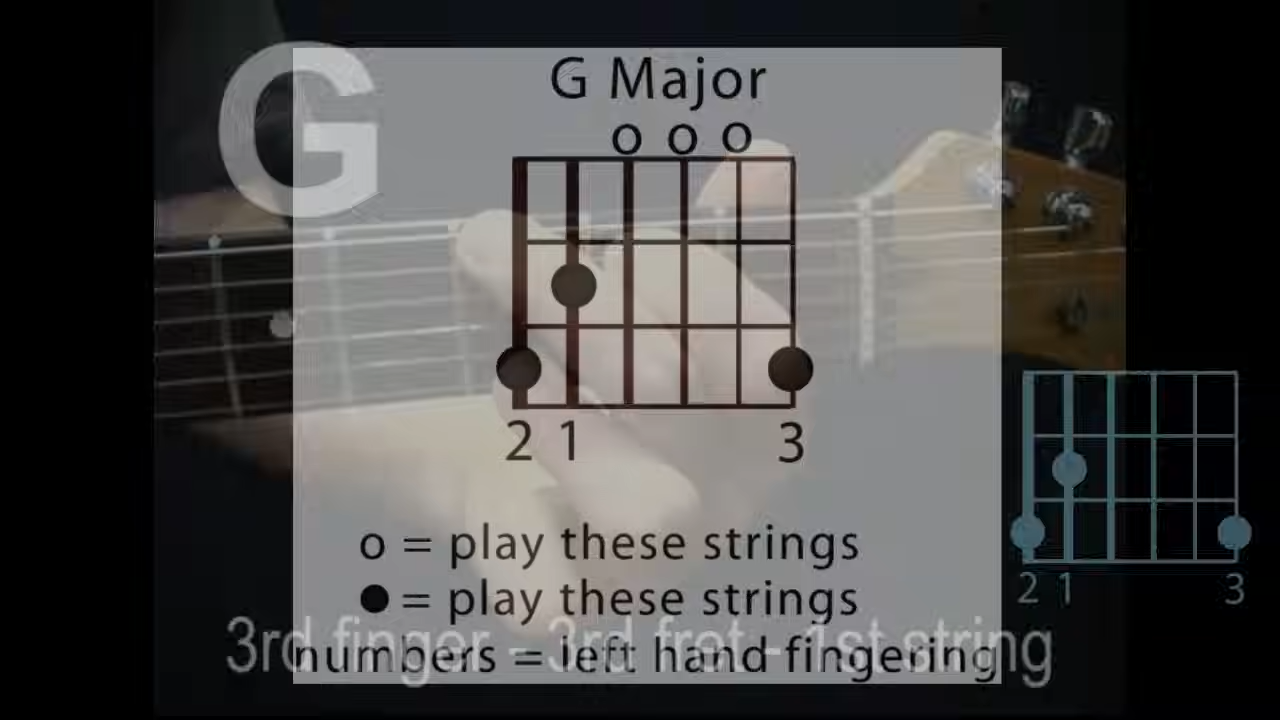 G
G Major
o o o
2 1 3
o = play these strings
● = play these strings
numbers = left hand fingering
3rd finger - 3rd fret - 1st string
2 1 3